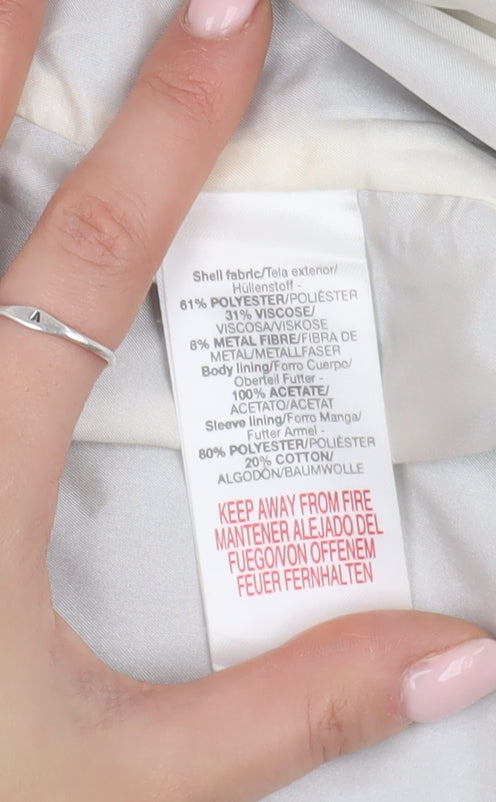 A
Shell fabric/Tela exterior/
Hüllenstoff -
61% POLYESTER/POLIÉSTER
31% VISCOSE/
VISCOSA/VISKOSE
8% METAL FIBRE/FIBRA DE
METAL/METALLFASER
Body lining/Forro Cuerpo/
Oberteil Futter -
100% ACETATE/
ACETATO/ACETAT
Sleeve lining/Forro Manga/
Futter Armel -
80% POLYESTER/POLIÉSTER
20% COTTON/
ALGODÓN/BAUMWOLLE
KEEP AWAY FROM FIRE
MANTENER ALEJADO DEL
FUEGO/VON OFFENEM
FEUER FERNHALTEN